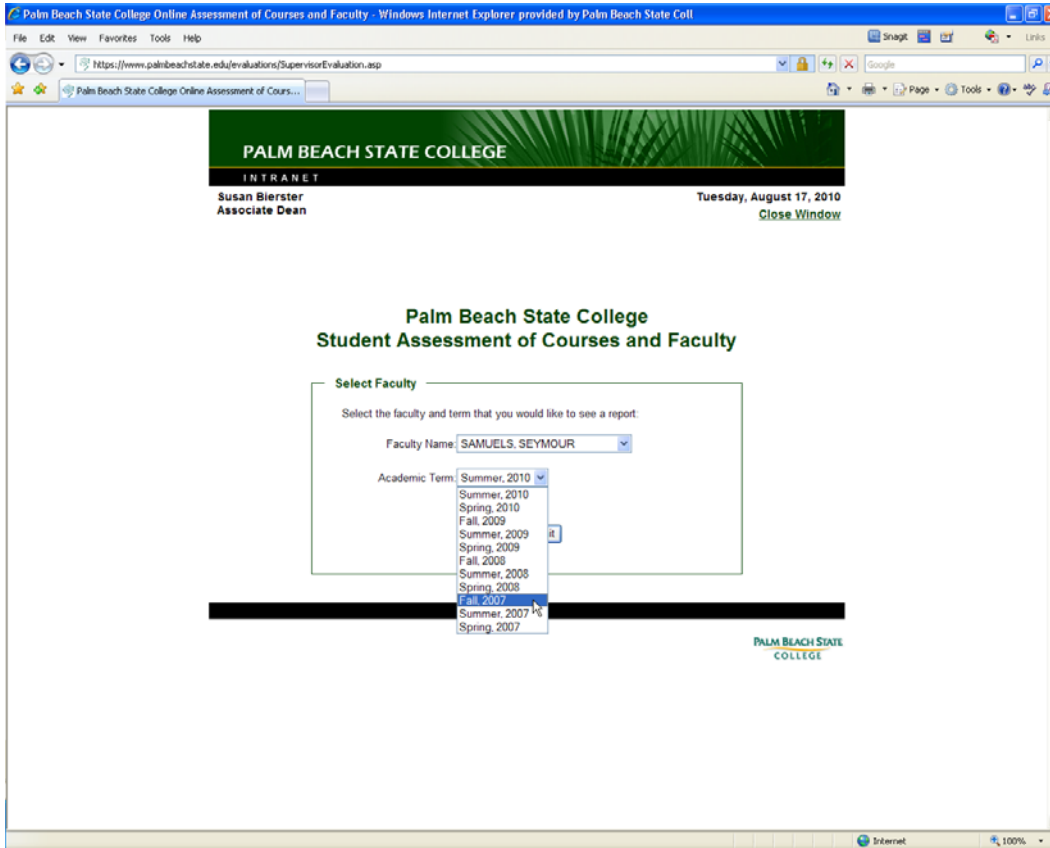 Palm Beach State College Online Assessment of Courses and Faculty - Windows Internet Explorer provided by Palm Beach State Coll
File Edit View Favorites Tools Help
SnagIt
Links
https://www.palmbeachstate.edu/evaluations/SupervisorEvaluation.asp
Google
Palm Beach State College Online Assessment of Cours...
Page
Tools
PALM BEACH STATE COLLEGE
INTRANET
Susan Bierster
Tuesday, August 17, 2010
Associate Dean
Close Window
Palm Beach State College
Student Assessment of Courses and Faculty
Select Faculty
Select the faculty and term that you would like to see a report:
Faculty Name: SAMUELS, SEYMOUR
Academic Term: Summer, 2010
Summer, 2010
Spring, 2010
Fall, 2009
Summer, 2009
it
Spring, 2009
Fall, 2008
Summer, 2008
Spring, 2008
Fall, 2007
Summer, 2007
Spring, 2007
PALM BEACH STATE
COLLEGE
Internet
100%